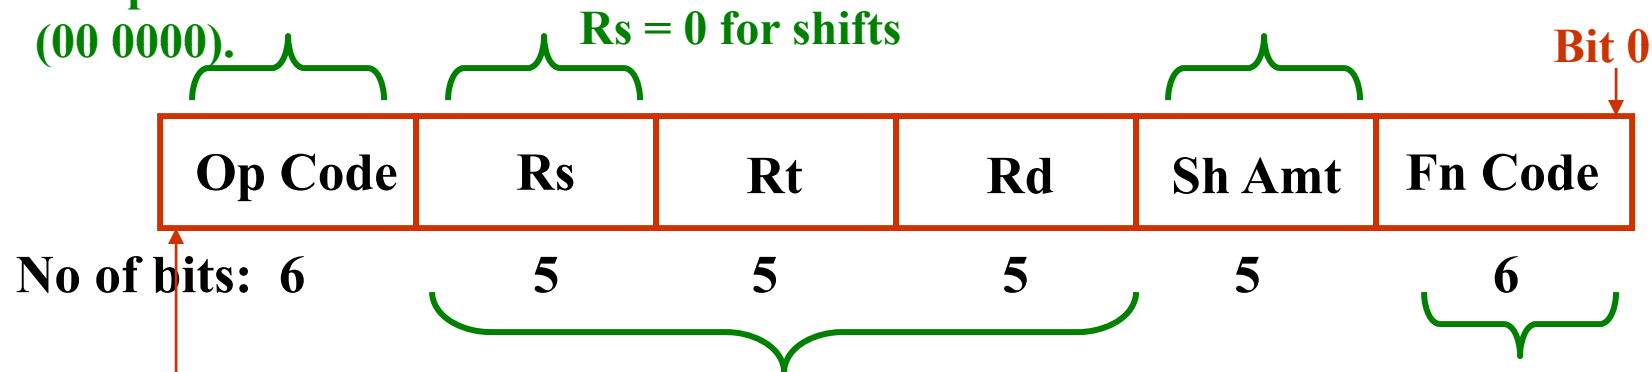 (00 0000).
Rs = 0 for shifts
Bit 0
Op Code Rs Rt Rd Sh Amt Fn Code
No of bits: 6 5 5 5 5 6